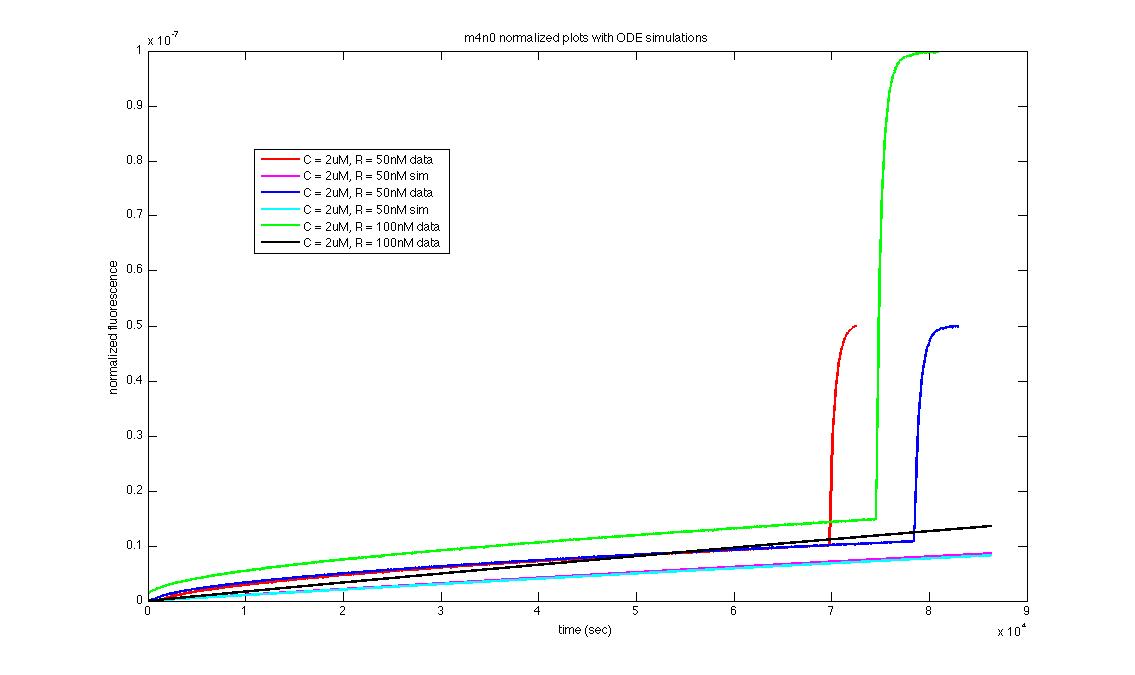 m4n0 normalized plots with ODE simulations
x 10^-7
1
0.9
0.8
0.7
0.6
0.5
0.4
0.3
0.2
0.1
0
normalized fluorescence
C = 2uM, R = 50nM data
C = 2uM, R = 50nM sim
C = 2uM, R = 50nM data
C = 2uM, R = 50nM sim
C = 2uM, R = 100nM data
C = 2uM, R = 100nM data
0 1 2 3 4 5 6 7 8 9
time (sec)
x 10^4